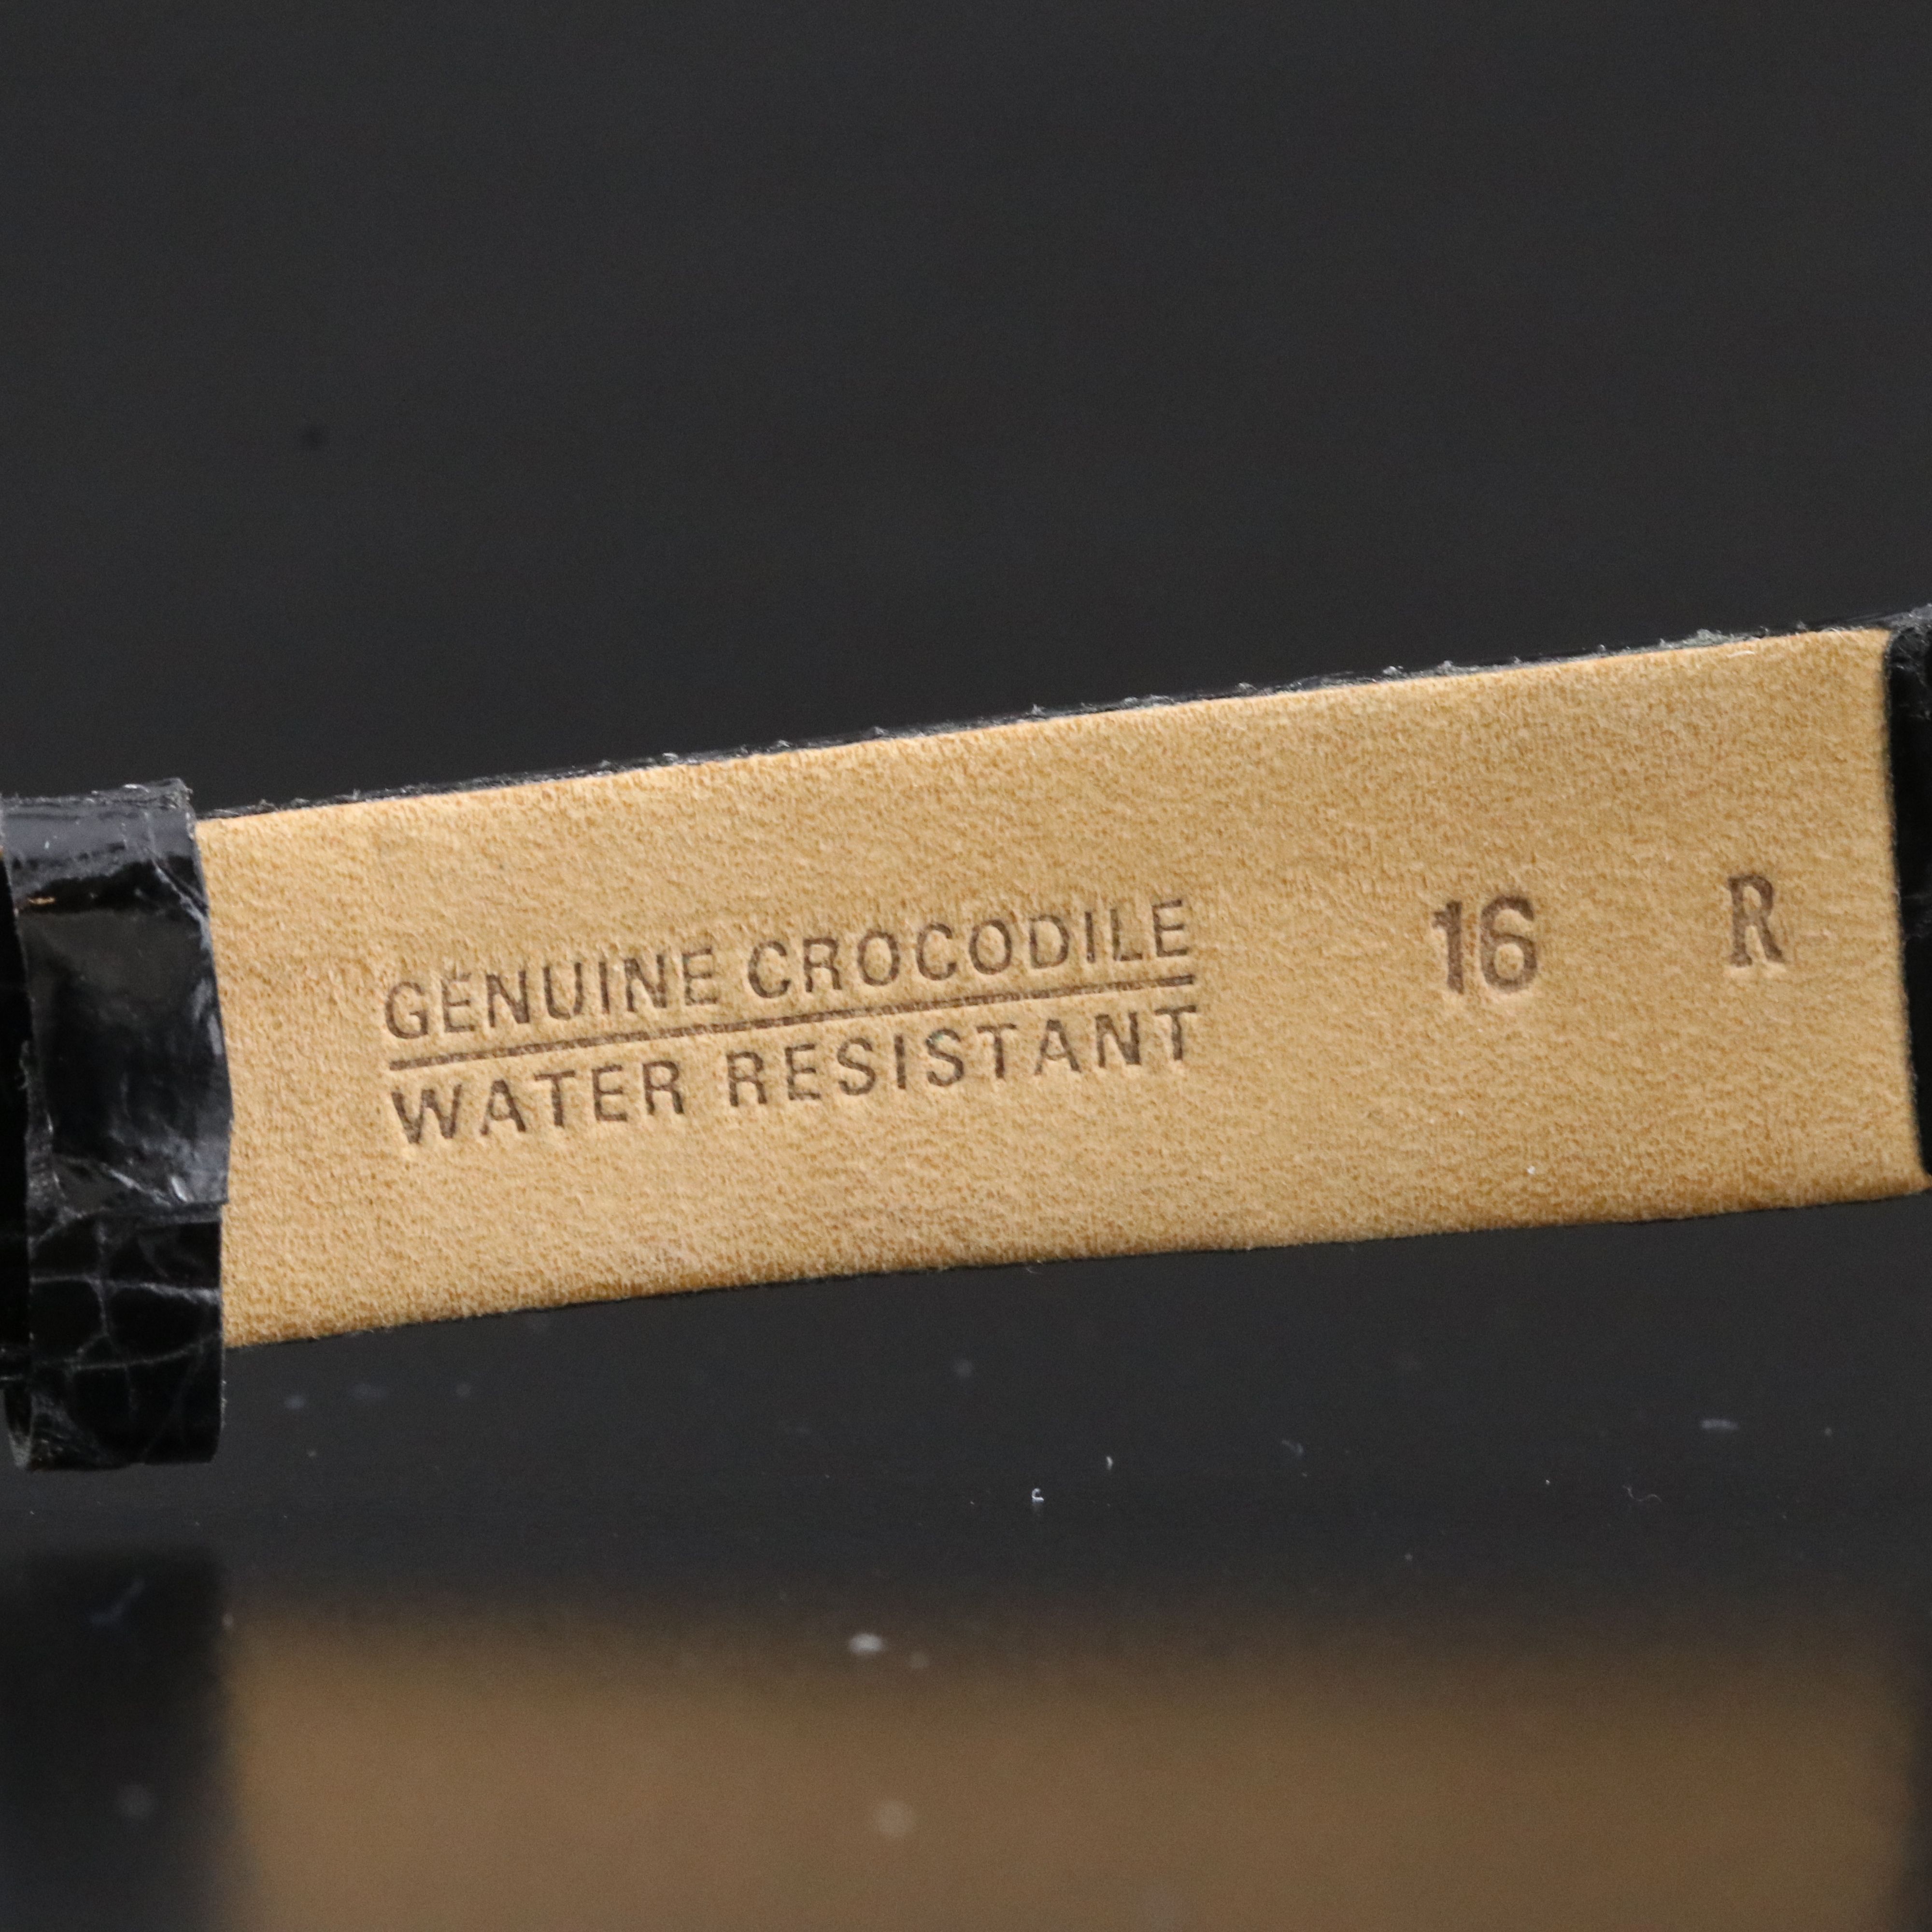 GENUINE CROCODILE 16 R
WATER RESISTANT